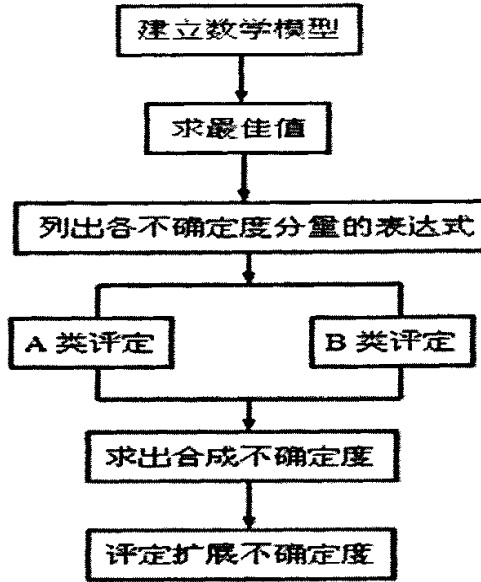 建立数学模型
求最佳值
列出各不确定度分量的表达式
A 类评定
B 类评定
求出合成不确定度
评定扩展不确定度